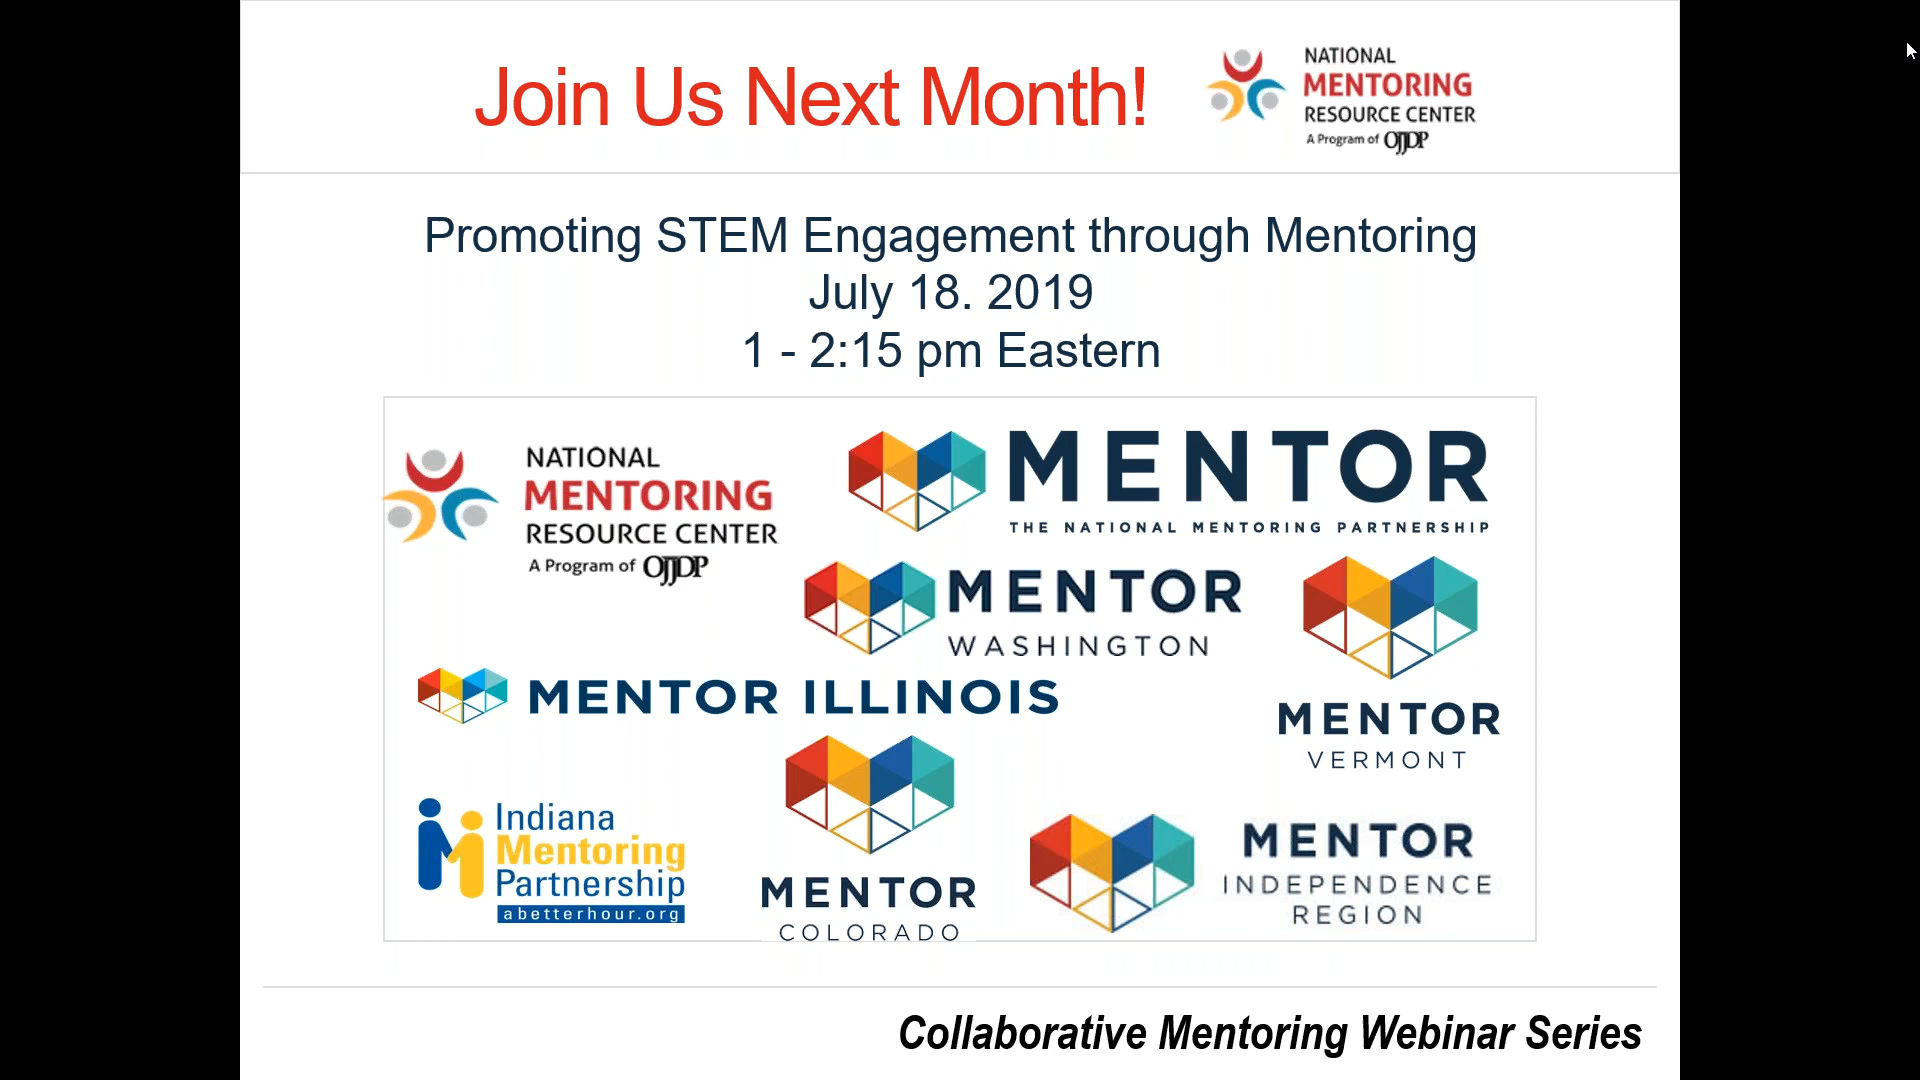 Join Us Next Month!
NATIONAL
MENTORING
RESOURCE CENTER
A Program of OJJDP
Promoting STEM Engagement through Mentoring
July 18. 2019
1 - 2:15 pm Eastern
NATIONAL
MENTORING
RESOURCE CENTER
A Program of OJJDP
MENTOR
THE NATIONAL MENTORING PARTNERSHIP
MENTOR
WASHINGTON
MENTOR ILLINOIS
MENTOR
VERMONT
Indiana
Mentoring
Partnership
abetterhour.org
MENTOR
COLORADO
MENTOR
INDEPENDENCE
REGION
Collaborative Mentoring Webinar Series